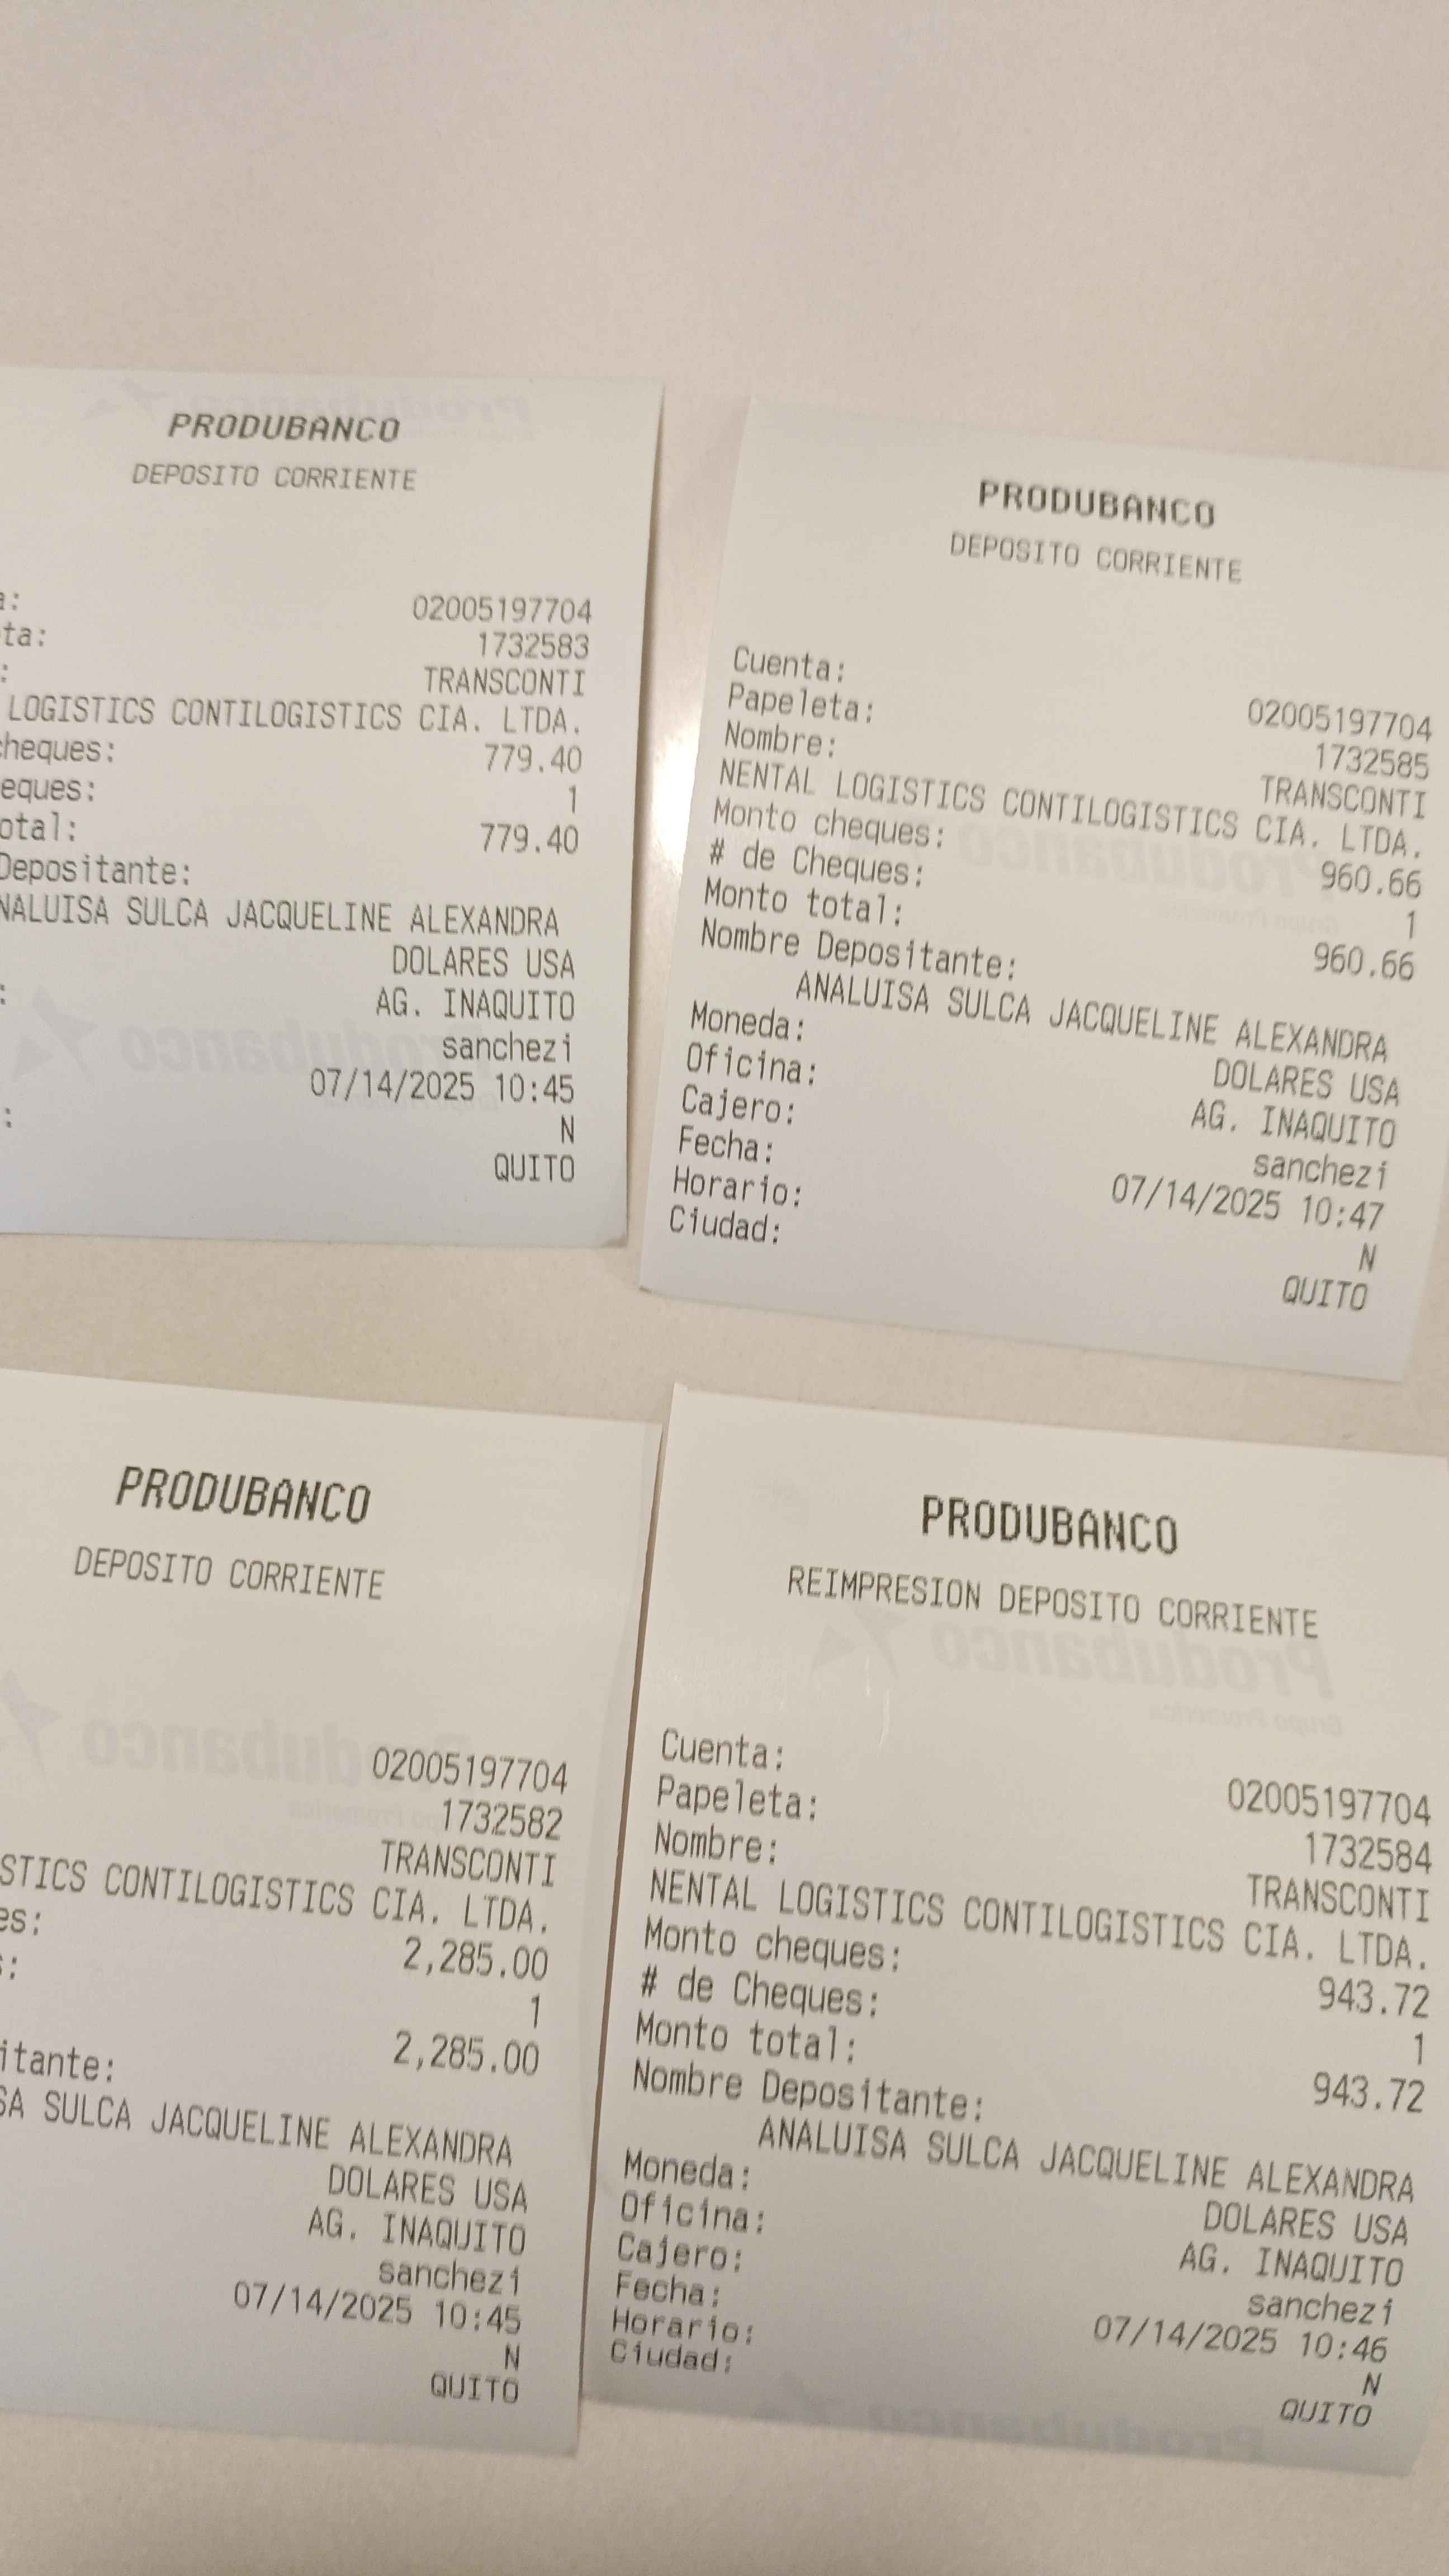 PRODUBANCO
DEPOSITO CORRIENTE
a: 02005197704
ta: 1732583
: TRANSCONTI
LOGISTICS CONTILOGISTICS CIA. LTDA.
cheques: 779.40
eques: 1
otal: 779.40
Depositante:
NALUISA SULCA JACQUELINE ALEXANDRA
DOLARES USA
: AG. INAQUITO
sanchezi
07/14/2025 10:45
: N
QUITO
PRODUBANCO
DEPOSITO CORRIENTE
Cuenta: 02005197704
Papeleta: 1732585
Nombre: TRANSCONTI
NENTAL LOGISTICS CONTILOGISTICS CIA. LTDA.
Monto cheques: 960.66
# de Cheques: 1
Monto total: 960.66
Nombre Depositante:
ANALUISA SULCA JACQUELINE ALEXANDRA
Moneda: DOLARES USA
Oficina: AG. INAQUITO
Cajero: sanchezi
Fecha: 07/14/2025 10:47
Horario: N
Ciudad: QUITO
PRODUBANCO
DEPOSITO CORRIENTE
02005197704
1732582
TRANSCONTI
STICS CONTILOGISTICS CIA. LTDA.
es: 2,285.00
s: 1
2,285.00
itante:
SA SULCA JACQUELINE ALEXANDRA
DOLARES USA
AG. INAQUITO
sanchezi
07/14/2025 10:45
N
QUITO
PRODUBANCO
REIMPRESION DEPOSITO CORRIENTE
Cuenta: 02005197704
Papeleta: 1732584
Nombre: TRANSCONTI
NENTAL LOGISTICS CONTILOGISTICS CIA. LTDA.
Monto cheques: 943.72
# de Cheques: 1
Monto total: 943.72
Nombre Depositante:
ANALUISA SULCA JACQUELINE ALEXANDRA
Moneda: DOLARES USA
Oficina: AG. INAQUITO
Cajero: sanchezi
Fecha: 07/14/2025 10:46
Horario: N
Ciudad: QUITO